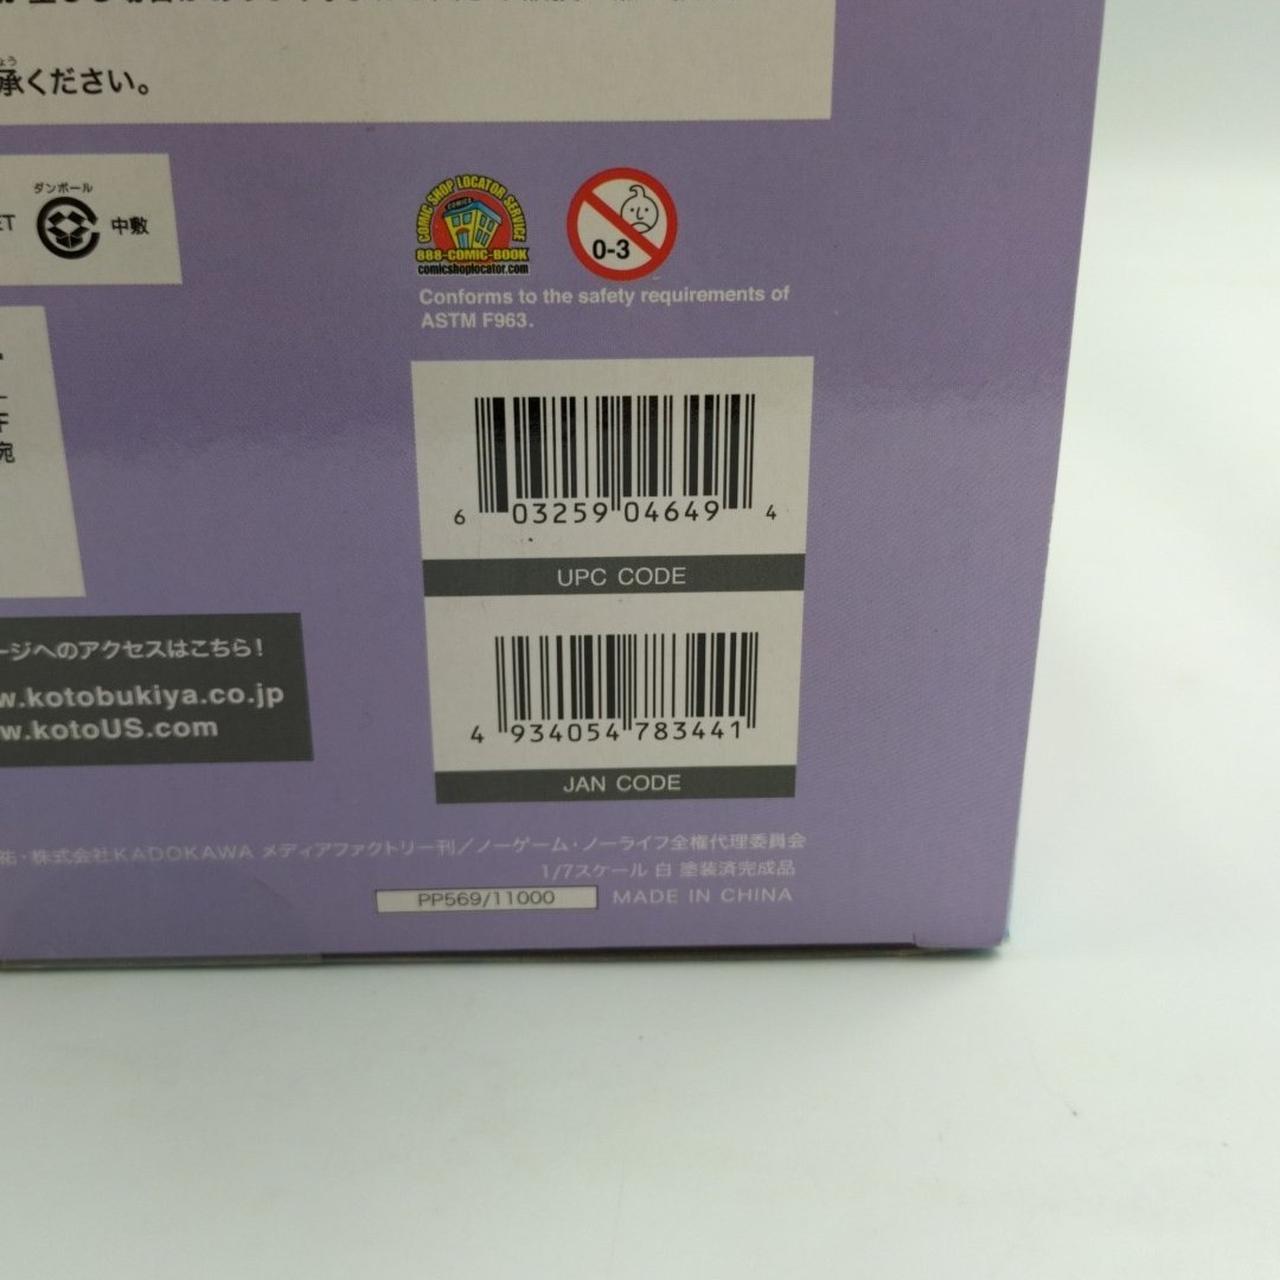 承ください。
ダンボール
中敷
COMIC SHOP LOCATOR SERVICE
COMICS
888-COMIC-BOOK
comicshoplocator.com
0-3
Conforms to the safety requirements of
ASTM F963.
6 03259 04649 4
UPC CODE
4 934054 783441
JAN CODE
ージへのアクセスはこちら！
w.kotobukiya.co.jp
w.kotoUS.com
祐・株式会社KADOKAWA メディアファクトリー刊／ノーゲーム・ノーライフ全権代理委員会
1/7スケール 白 塗装済完成品
PP569/11000
MADE IN CHINA